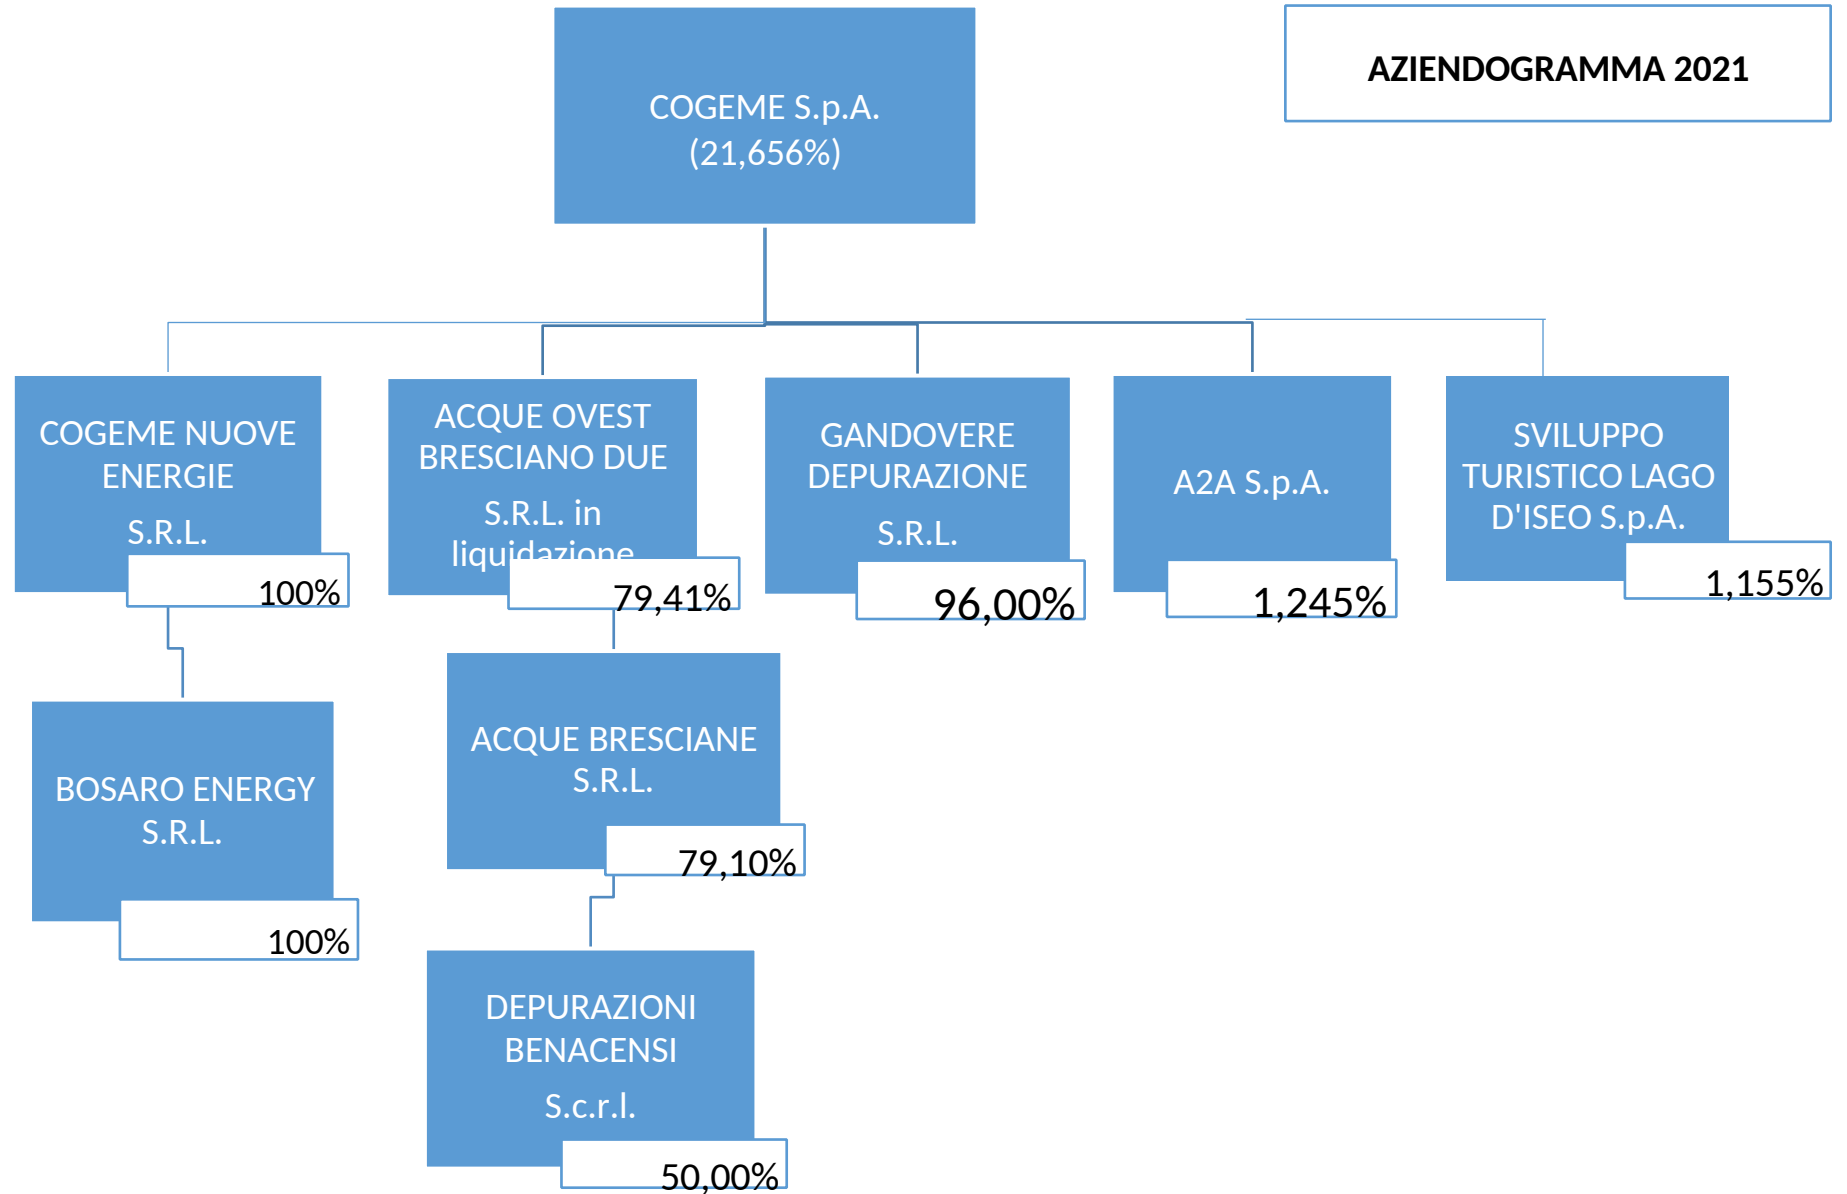 COGEME S.p.A.
(21,656%)
AZIENDOGRAMMA 2021
COGEME NUOVE
ENERGIE
S.R.L.
100%
ACQUE OVEST
BRESCIANO DUE
S.R.L. in
liquidazione
79,41%
GANDOVERE
DEPURAZIONE
S.R.L.
96,00%
A2A S.p.A.
1,245%
SVILUPPO
TURISTICO LAGO
D'ISEO S.p.A.
1,155%
BOSARO ENERGY
S.R.L.
100%
ACQUE BRESCIANE
S.R.L.
79,10%
DEPURAZIONI
BENACENSI
S.c.r.l.
50,00%